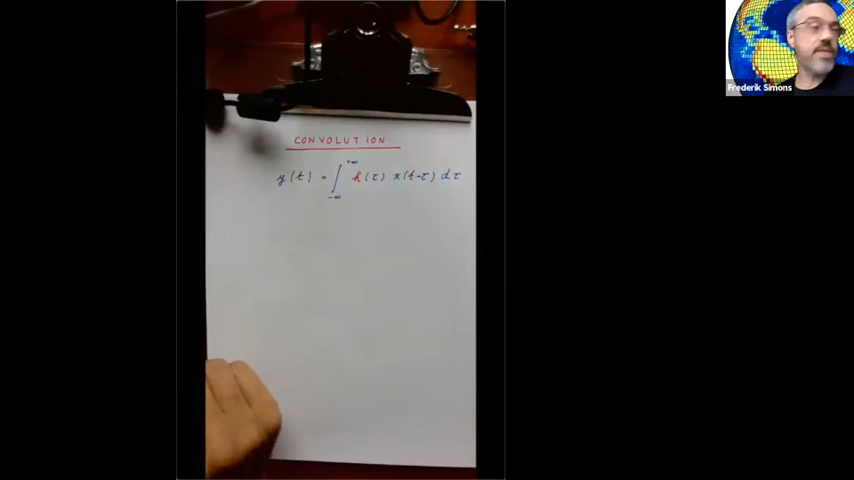 CONVOLUTION
y(t) = ∫_{-∞}^{+∞} h(τ) x(t-τ) dτ
Frederik Simons